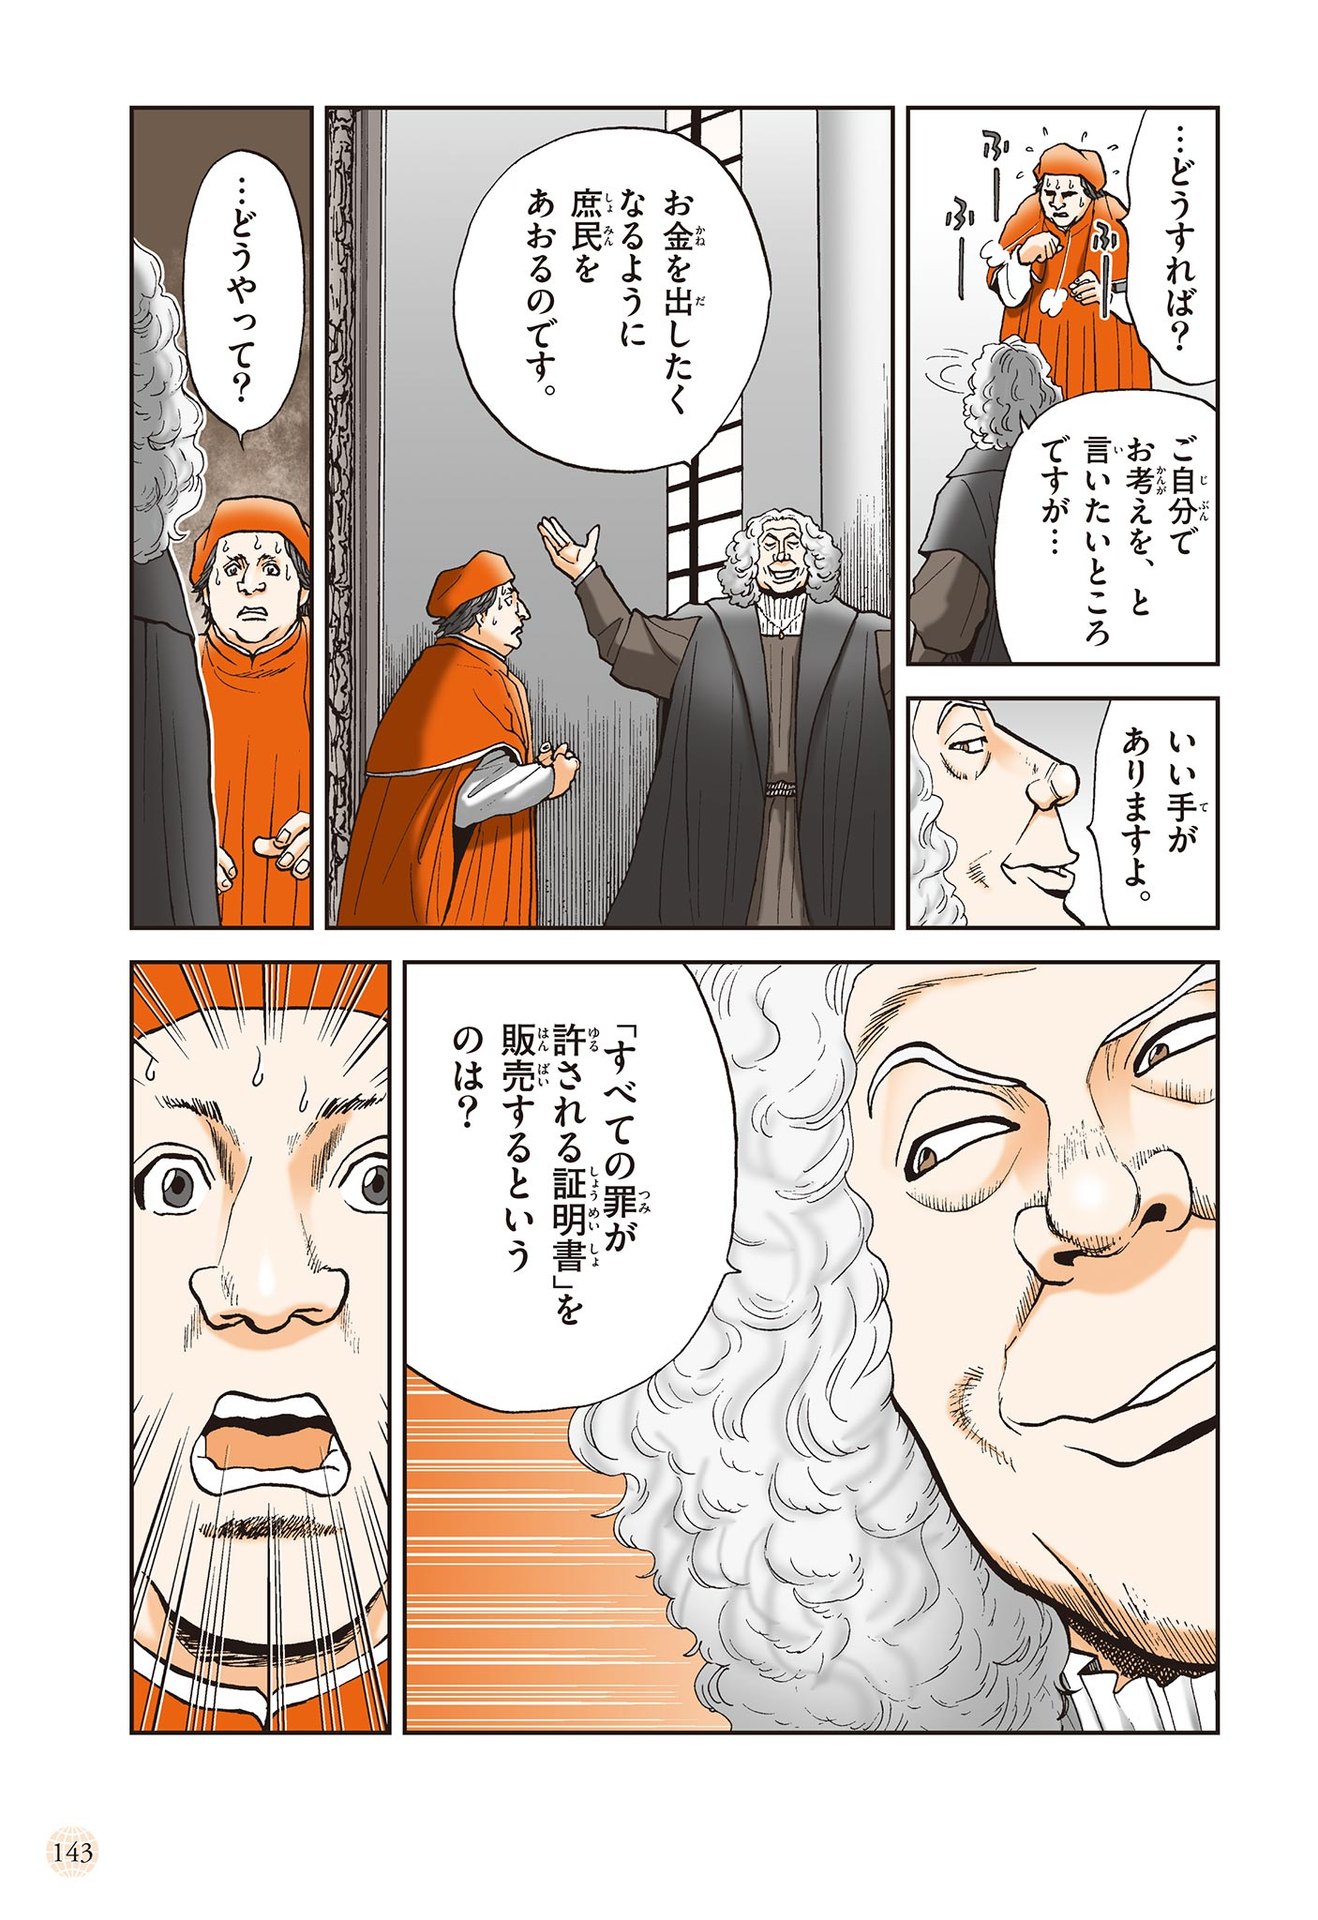 …どうすれば？
ふー
ふー
ふー
ご自分で
お考えを、と
言いたいところ
ですが…
いい手が
ありますよ。
お金を出したく
なるように
庶民を
あおるのです。
…どうやって？
「すべての罪が
許される証明書」を
販売するという
のは？
143